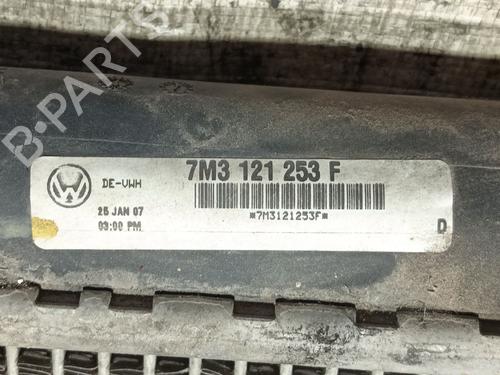 B-PARTS
7M3 121 253 F
DE-VWH
25 JAN 07
*7M3121253F*
03:00 PM
D